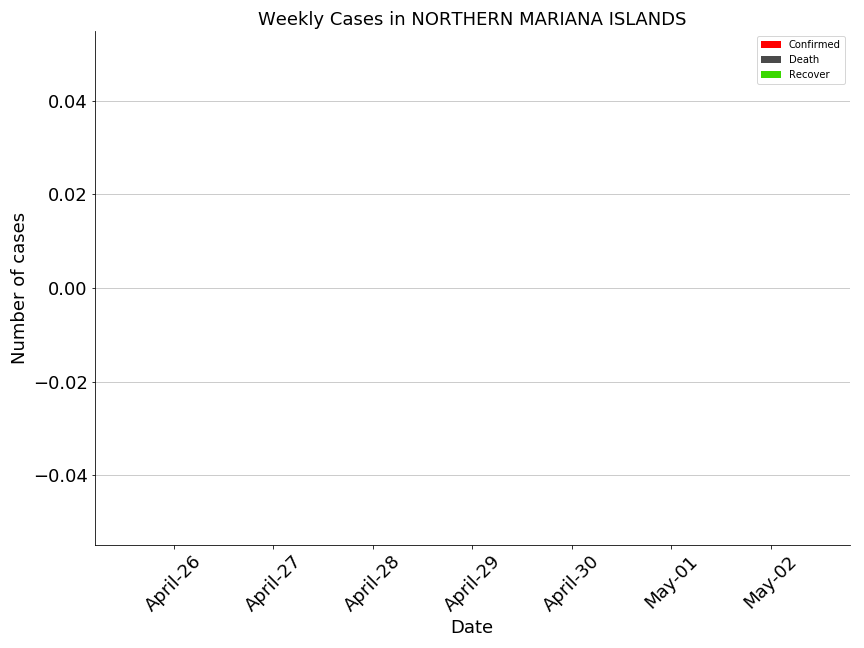 Weekly Cases in NORTHERN MARIANA ISLANDS
Confirmed
Death
Recover
0.04
0.02
0.00
−0.02
−0.04
Number of cases
April-26
April-27
April-28
April-29
April-30
May-01
May-02
Date